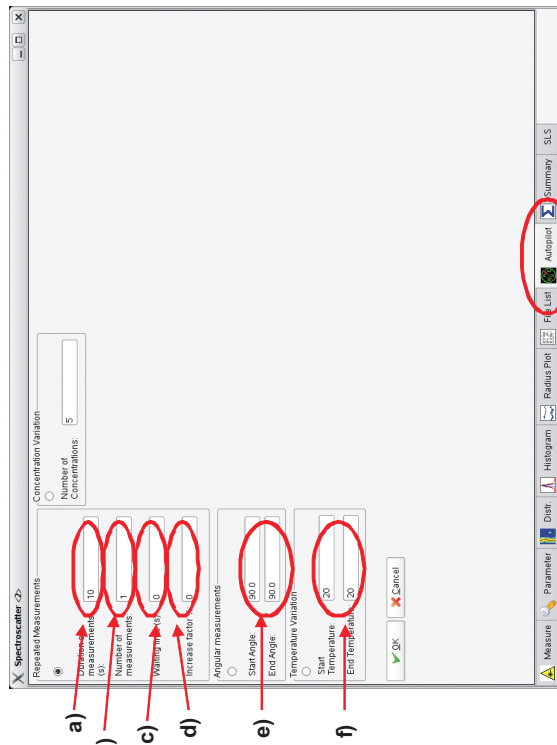 Spectroscatter <2>
Repeated Measurements
Duration of
measurements
(s):
10
Number of
measurements:
1
Waiting time (s):
0
Increase factor
0
Concentration Variation
Number of
Concentrations:
5
Angular measurements
Start Angle:
90.0
End Angle:
90.0
Temperature Variation
Start
Temperature:
20
End Temperature:
20
OK
Cancel
Measure
Parameter
Distr.
Histogram
Radius Plot
File List
Autopilot
Summary
SLS
a)
)
c)
d)
e)
f)